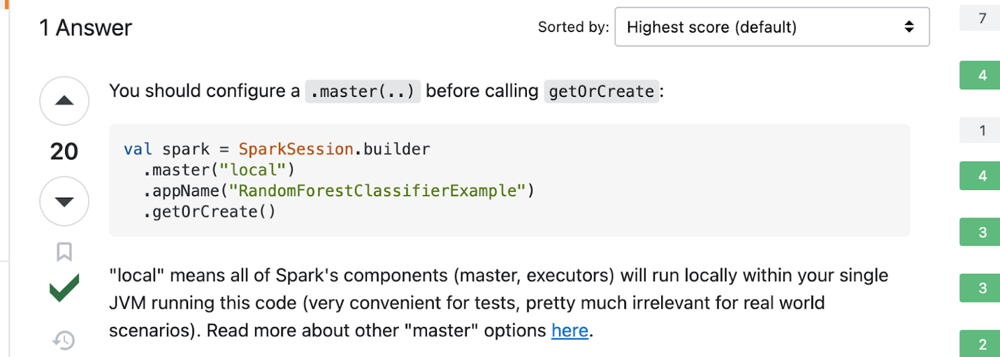 1 Answer
Sorted by: Highest score (default)
7
4
You should configure a .master(..) before calling getOrCreate:
1
20
val spark = SparkSession.builder
.master("local")
4
.appName("RandomForestClassifierExample")
.getOrCreate()
3
"local" means all of Spark's components (master, executors) will run locally within your single
3
JVM running this code (very convenient for tests, pretty much irrelevant for real world
scenarios). Read more about other "master" options here.
2